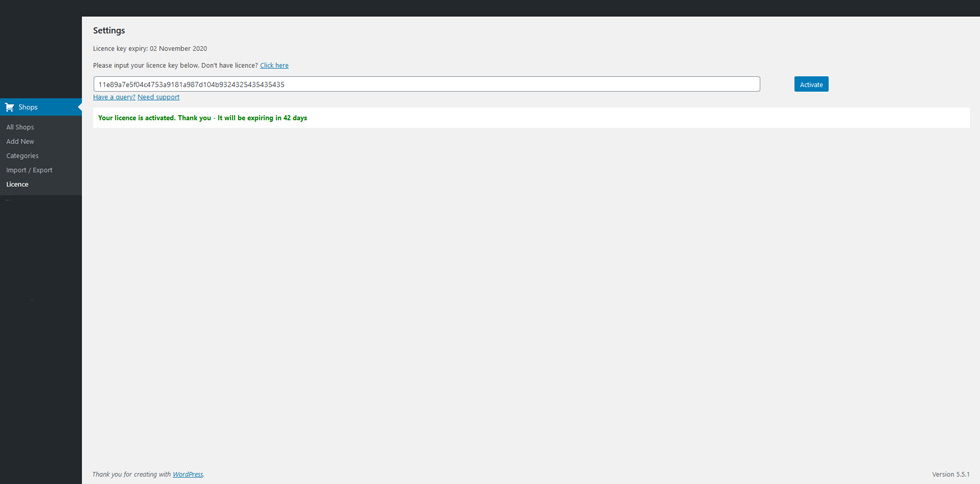 Settings
Licence key expiry: 02 November 2020
Please input your licence key below. Don't have licence? Click here
11e89a7e5f04c4753a9181a987d104b9324325435435435
Activate
Have a query? Need support
Shops
Your licence is activated. Thank you - It will be expiring in 42 days
All Shops
Add New
Categories
Import / Export
Licence
Thank you for creating with WordPress.
Version 5.5.1